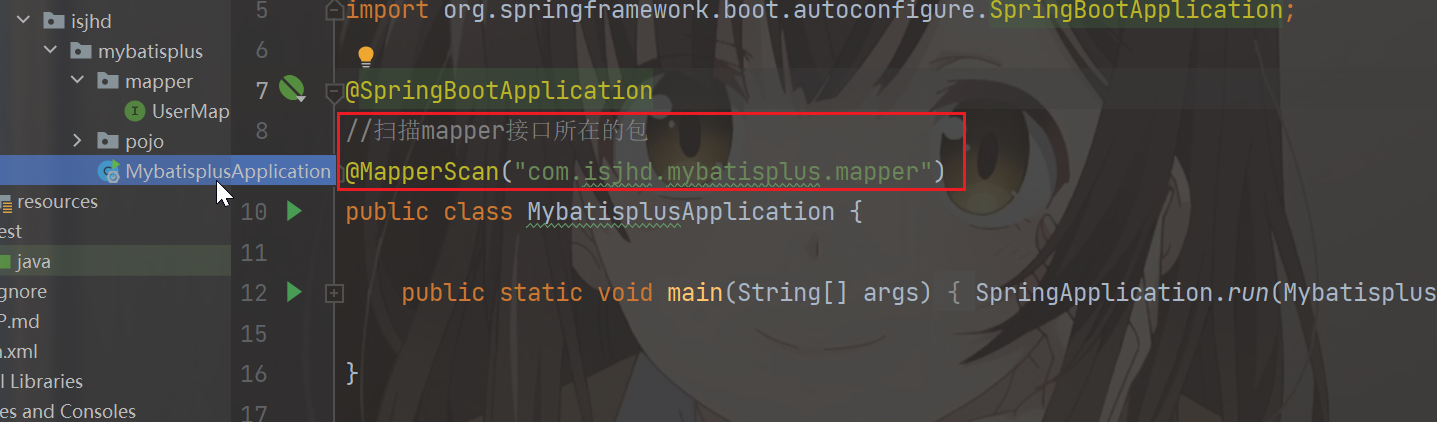 isjhd
mybatisplus
mapper
UserMap
pojo
MybatisplusApplication
resources
est
java
gnore
P.md
.xml
l Libraries
es and Consoles
5 import org.springframework.boot.autoconfigure.SpringBootApplication;
6
7 @SpringBootApplication
8 //扫描mapper接口所在的包
@MapperScan("com.isjhd.mybatisplus.mapper")
10 public class MybatisplusApplication {
11
12 public static void main(String[] args) { SpringApplication.run(Mybatisplus
15
16 }
17